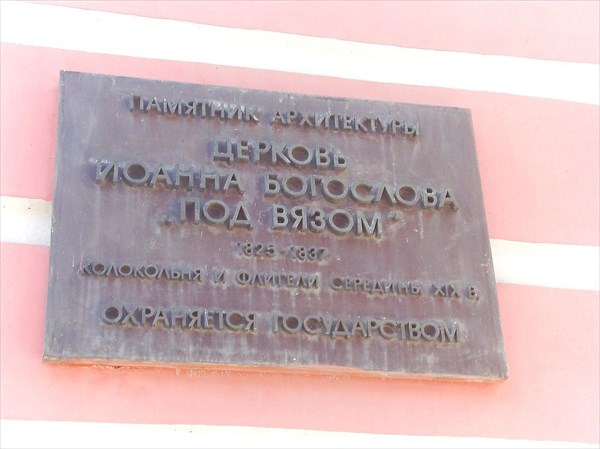 ПАМЯТНИК АРХИТЕКТУРЫ
ЦЕРКОВЬ
ИОАННА БОГОСЛОВА
„ПОД ВЯЗОМ“
1825-1837
КОЛОКОЛЬНЯ И ФЛИГЕЛИ СЕРЕДИНЫ XIX В.
ОХРАНЯЕТСЯ ГОСУДАРСТВОМ